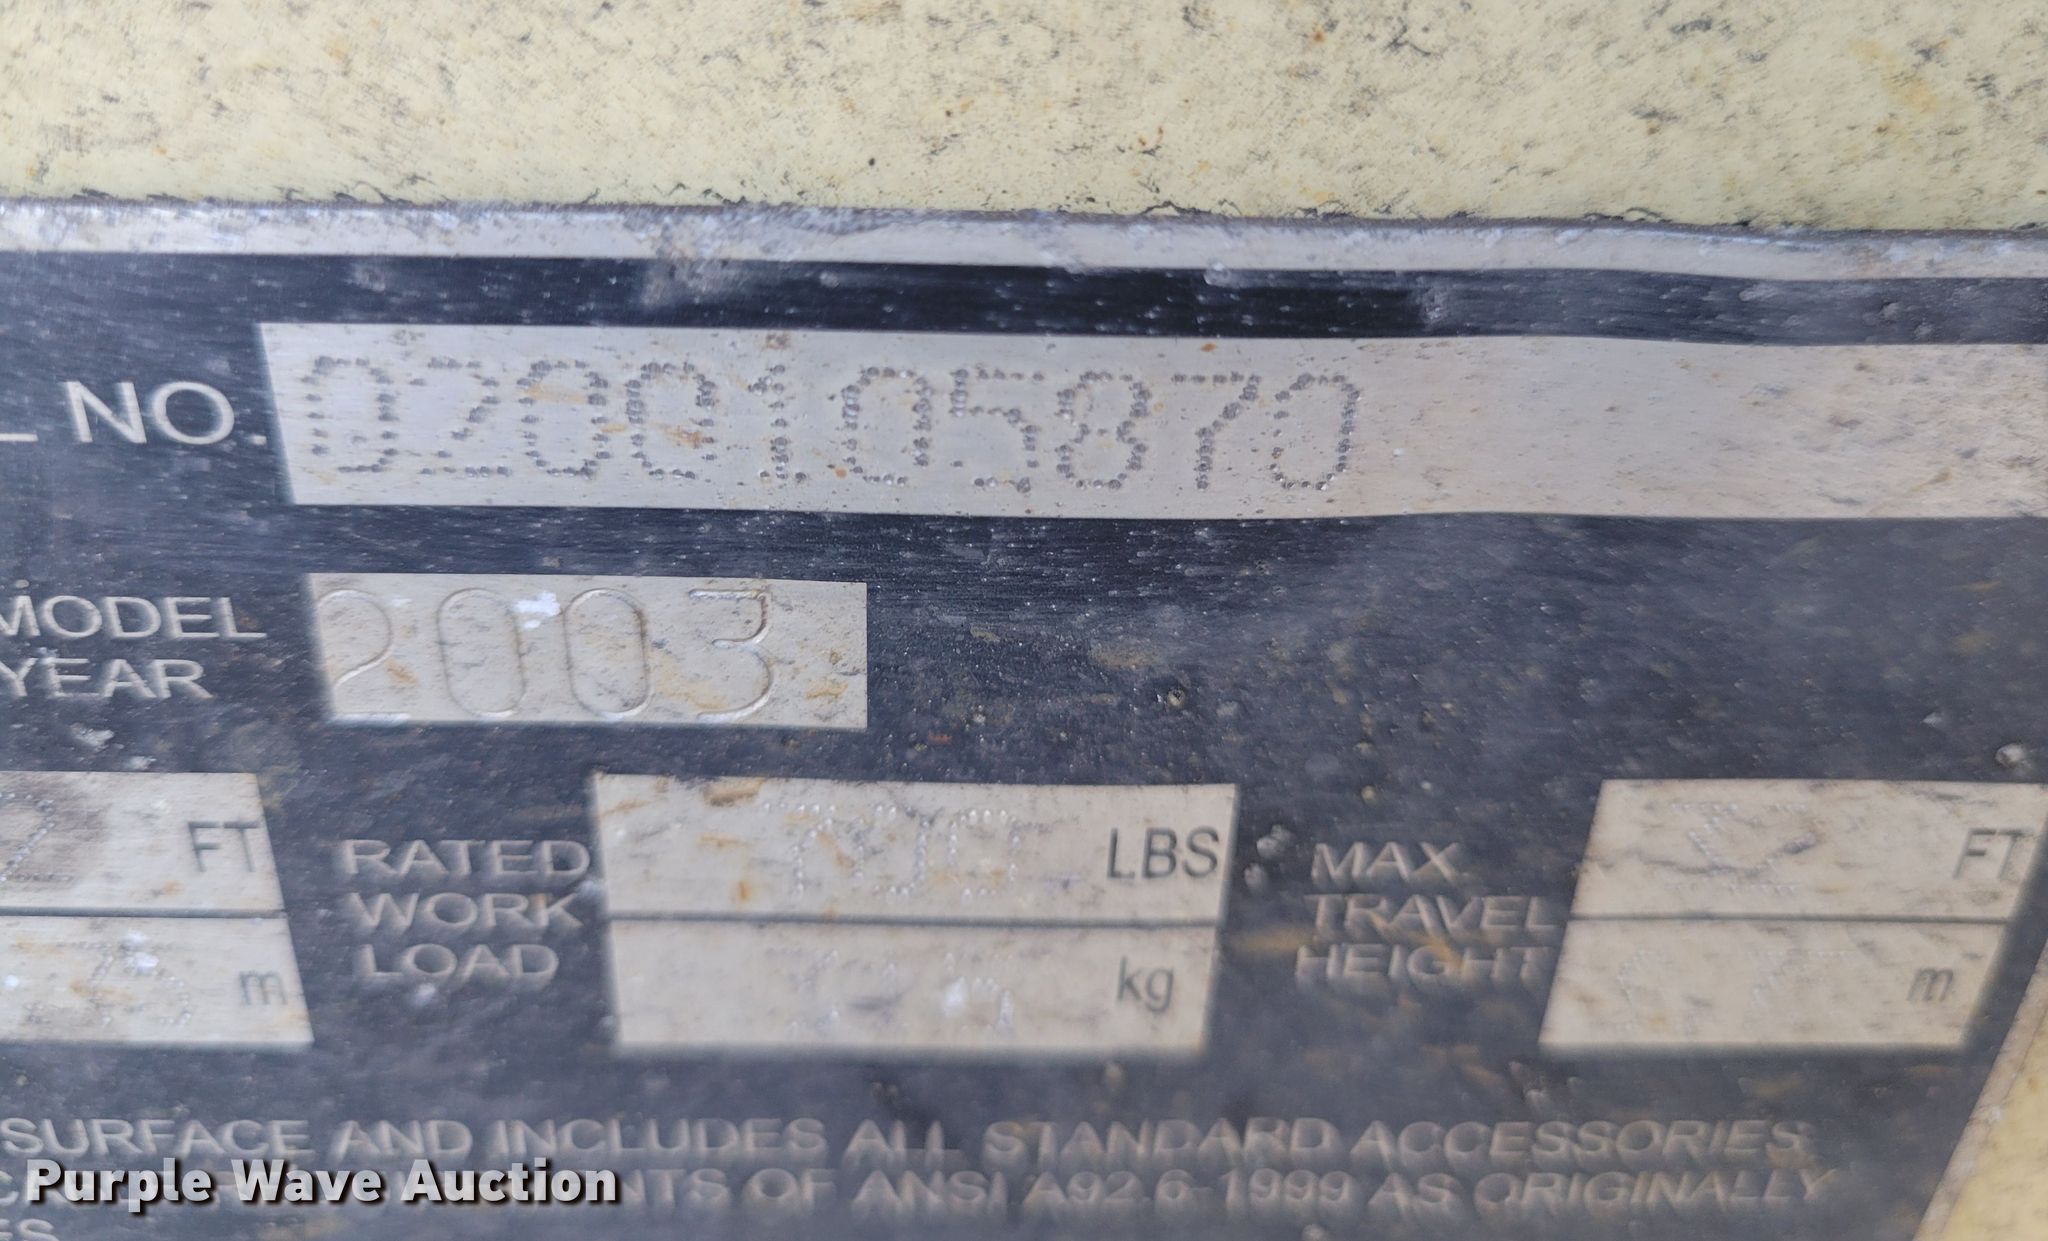 L NO. 0200105870
MODEL
YEAR 2003
FT
RATED
WORK
LOAD
LBS
MAX
TRAVEL
HEIGHT
FT
m
kg
m
SURFACE AND INCLUDES ALL STANDARD ACCESSORIES
NTS OF ANSI A92.6-1999 AS ORIGINALLY
ES
Purple Wave Auction